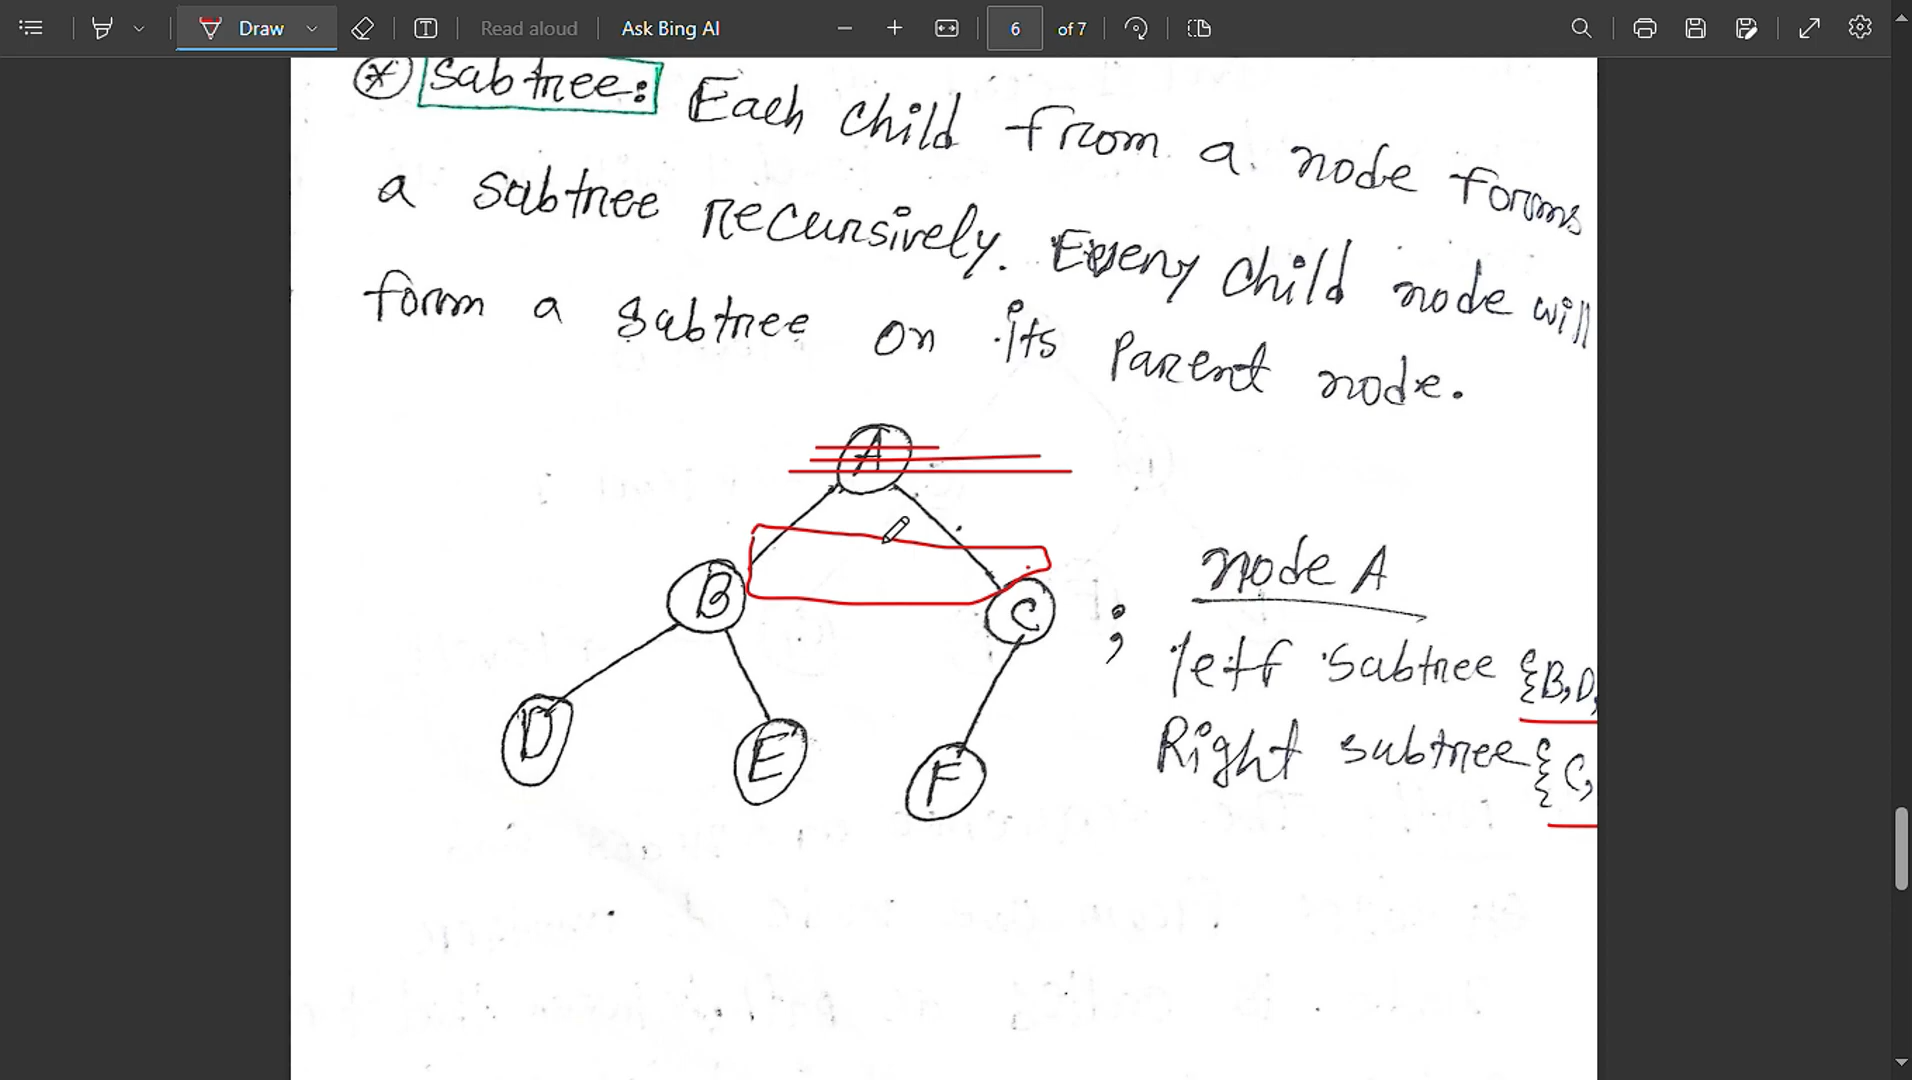 Draw
Read aloud
Ask Bing AI
6 of 7
Subtree: Each child from a node forms
a subtree recursively. Every child node will
form a subtree on its Parent node.
A
B
C
D
E
F
;
node A
left subtree {B,D,
Right subtree {C,